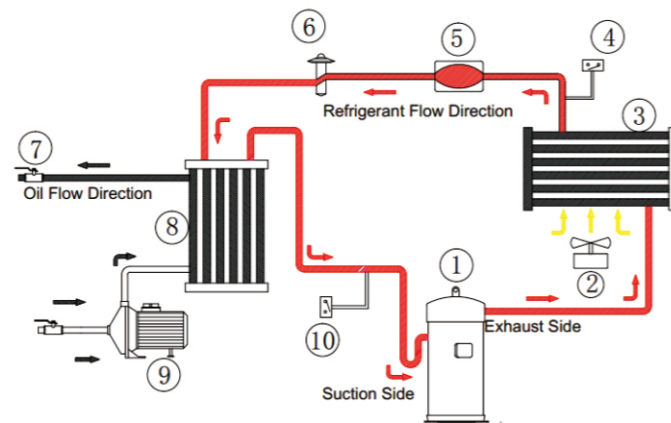 6
5
4
Refrigerant Flow Direction
3
7
Oil Flow Direction
8
1
2
10
Exhaust Side
9
Suction Side